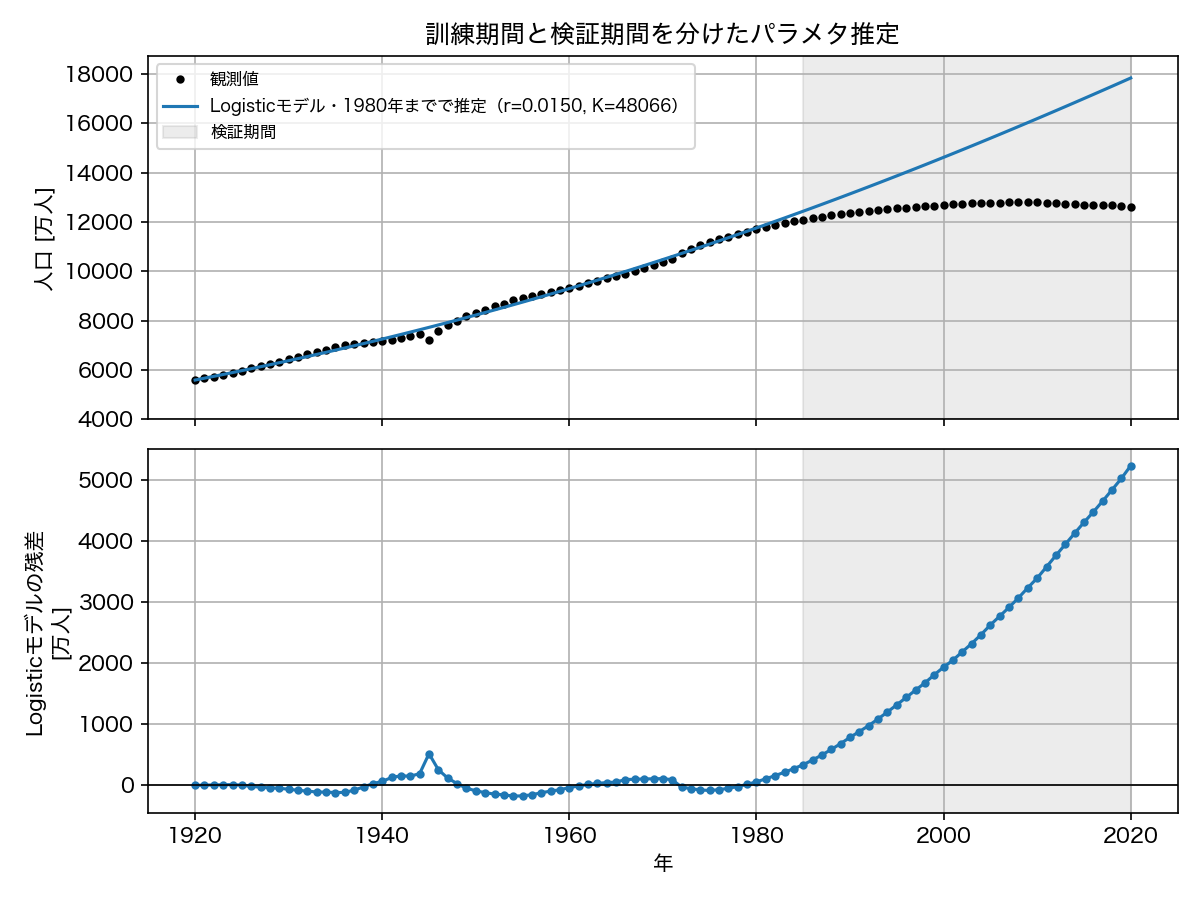 訓練期間と検証期間を分けたパラメタ推定
観測値
Logisticモデル・1980年までで推定（r=0.0150, K=48066）
検証期間
人口 [万人]
18000
16000
14000
12000
10000
8000
6000
4000
Logisticモデルの残差
[万人]
5000
4000
3000
2000
1000
0
1920
1940
1960
1980
2000
2020
年